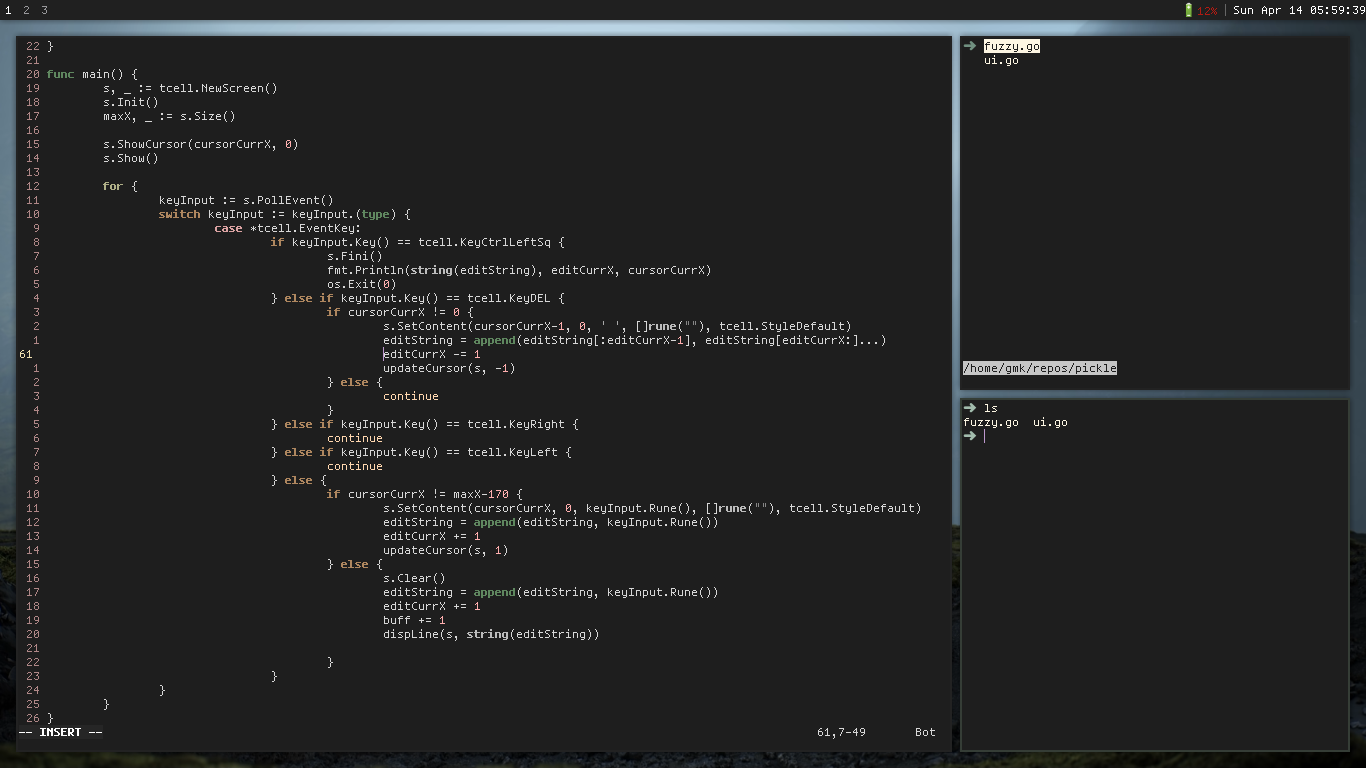 1 2 3
12% | Sun Apr 14 05:59:39
22 }
21
20 func main() {
19         s, _ := tcell.NewScreen()
18         s.Init()
17         maxX, _ := s.Size()
16
15         s.ShowCursor(cursorCurrX, 0)
14         s.Show()
13
12         for {
11                 keyInput := s.PollEvent()
10                 switch keyInput := keyInput.(type) {
9                         case *tcell.EventKey:
8                                 if keyInput.Key() == tcell.KeyCtrlLeftSq {
7                                         s.Fini()
6                                         fmt.Println(string(editString), editCurrX, cursorCurrX)
5                                         os.Exit(0)
4                                 } else if keyInput.Key() == tcell.KeyDEL {
3                                         if cursorCurrX != 0 {
2                                                 s.SetContent(cursorCurrX-1, 0, ' ', []rune(""), tcell.StyleDefault)
1                                                 editString = append(editString[:editCurrX-1], editString[editCurrX:]...)
61                                                 editCurrX -= 1
1                                                 updateCursor(s, -1)
2                                         } else {
3                                                 continue
4                                         }
5                                 } else if keyInput.Key() == tcell.KeyRight {
6                                         continue
7                                 } else if keyInput.Key() == tcell.KeyLeft {
8                                         continue
9                                 } else {
10                                         if cursorCurrX != maxX-170 {
11                                                 s.SetContent(cursorCurrX, 0, keyInput.Rune(), []rune(""), tcell.StyleDefault)
12                                                 editString = append(editString, keyInput.Rune())
13                                                 editCurrX += 1
14                                                 updateCursor(s, 1)
15                                         } else {
16                                                 s.Clear()
17                                                 editString = append(editString, keyInput.Rune())
18                                                 editCurrX += 1
19                                                 buff += 1
20                                                 dispLine(s, string(editString))
21
22                                         }
23                                 }
24                 }
25         }
26 }
-- INSERT -- 61,7-49 Bot
➜ fuzzy.go
ui.go
/home/gmk/repos/pickle
➜ ls
fuzzy.go  ui.go
➜